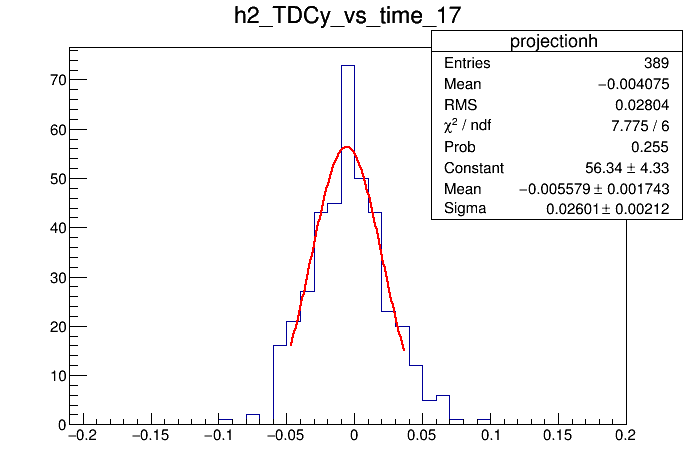 h2_TDCy_vs_time_17
projectionh
Entries 389
Mean −0.004075
RMS 0.02804
χ² / ndf 7.775 / 6
Prob 0.255
Constant 56.34 ± 4.33
Mean −0.005579 ± 0.001743
Sigma 0.02601 ± 0.00212
70
60
50
40
30
20
10
0
−0.2 −0.15 −0.1 −0.05 0 0.05 0.1 0.15 0.2